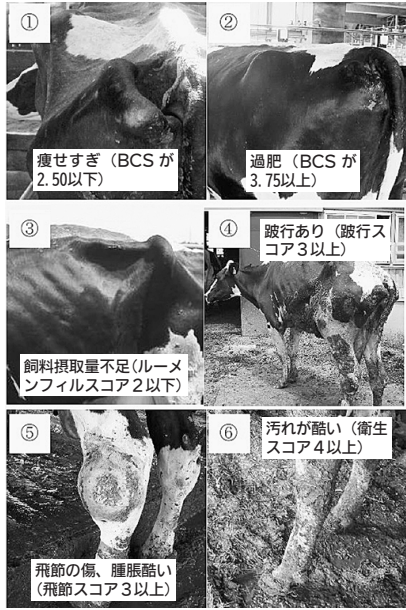 ①
痩せすぎ（BCSが
2.50以下）
②
過肥（BCSが
3.75以上）
③
飼料摂取量不足（ルーメ
ンフィルスコア２以下）
④
跛行あり（跛行ス
コア３以上）
⑤
飛節の傷、腫脹酷い
（飛節スコア３以上）
⑥
汚れが酷い（衛生
スコア４以上）